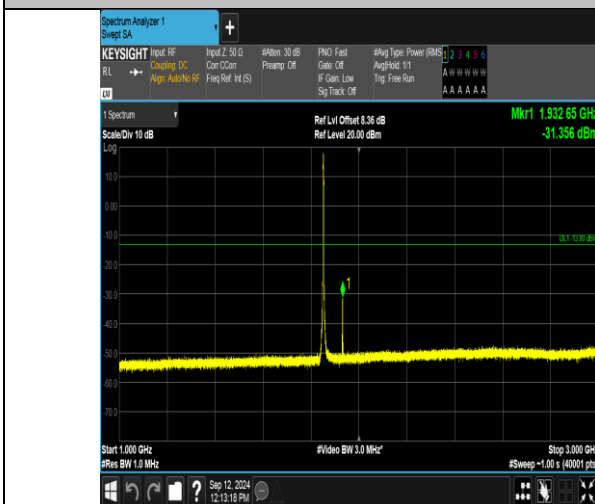 Spectrum Analyzer 1
Swept SA
+
KEYSIGHT Input: RF Input Z: 50 Ω #Atten: 30 dB PNO: Fast #Avg Type: Power (RMS 1 2 3 4 5 6
RL Coupling: DC Corr CCorr Preamp: Off Gate: Off Avg|Hold: 1/1 A W W W W W
Align: Auto/No RF Freq Ref: Int (S) IF Gain: Low Trig: Free Run
Sig Track: Off A A A A A A
1 Spectrum Ref Lvl Offset 8.36 dB Mkr1 1.932 65 GHz
Scale/Div 10 dB Ref Level 20.00 dBm -31.356 dBm
Log
10.0
0.00
-10.0
DL1 -13.00 dBm
-20.0
1
-30.0
-40.0
-50.0
-60.0
-70.0
Start 1.000 GHz #Video BW 3.0 MHz* Stop 3.000 GHz
#Res BW 1.0 MHz #Sweep ~1.00 s (40001 pts
? Sep 12, 2024
12:13:18 PM